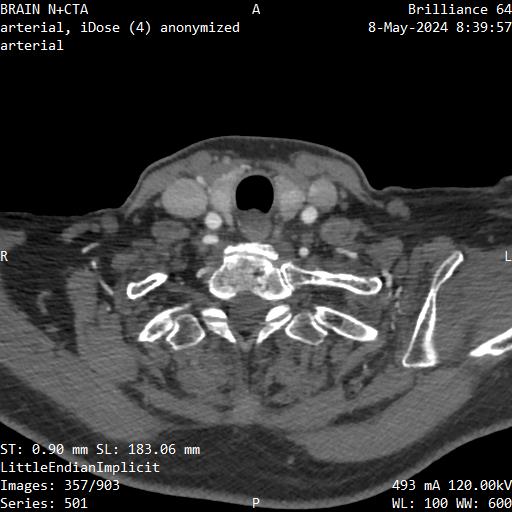 BRAIN N+CTA
arterial, iDose (4) anonymized
arterial
A
Brilliance 64
8-May-2024 8:39:57
R
L
ST: 0.90 mm SL: 183.06 mm
LittleEndianImplicit
Images: 357/903
Series: 501
P
493 mA 120.00kV
WL: 100 WW: 600